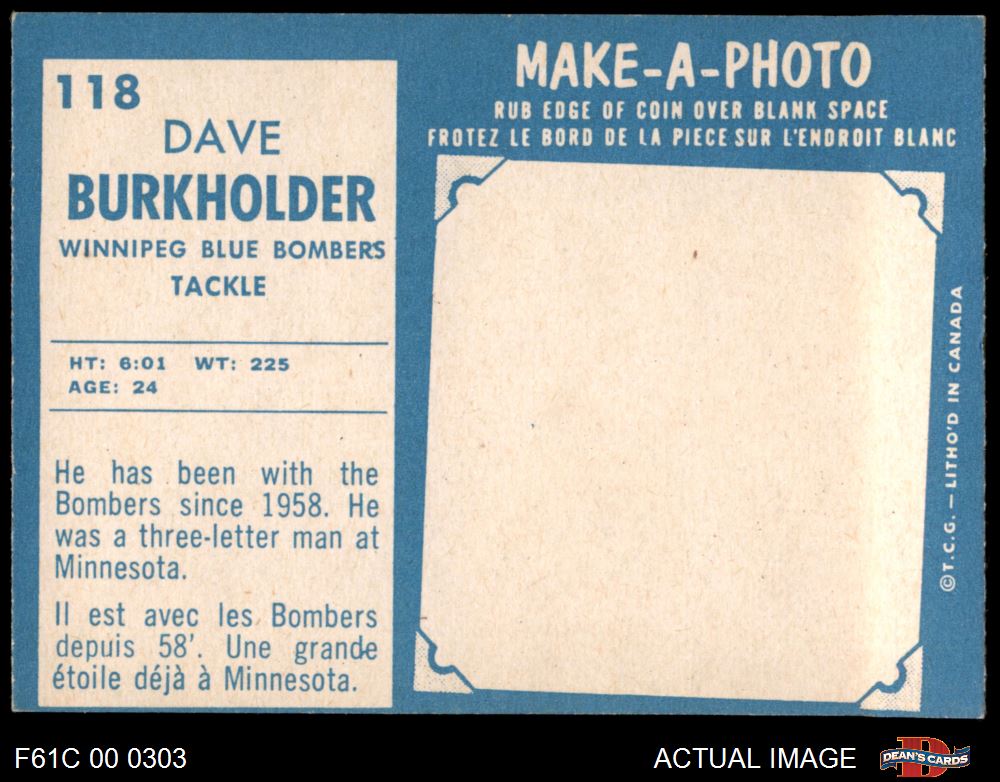 118
DAVE
BURKHOLDER
WINNIPEG BLUE BOMBERS
TACKLE
HT: 6:01 WT: 225
AGE: 24
He has been with the
Bombers since 1958. He
was a three-letter man at
Minnesota.
Il est avec les Bombers
depuis 58'. Une grande
étoile déjà à Minnesota.
MAKE-A-PHOTO
RUB EDGE OF COIN OVER BLANK SPACE
FROTEZ LE BORD DE LA PIECE SUR L'ENDROIT BLANC
©T.C.G.—LITHO'D IN CANADA
F61C 00 0303
ACTUAL IMAGE
D
DEAN'S CARDS